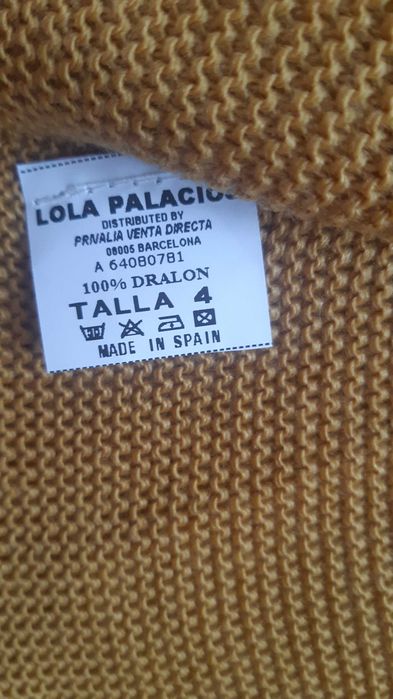 LOLA PALACIOS
DISTRIBUTED BY
PRIVALIA VENTA DIRECTA
08005 BARCELONA
A 64080781
100% DRALON
TALLA 4
MADE IN SPAIN